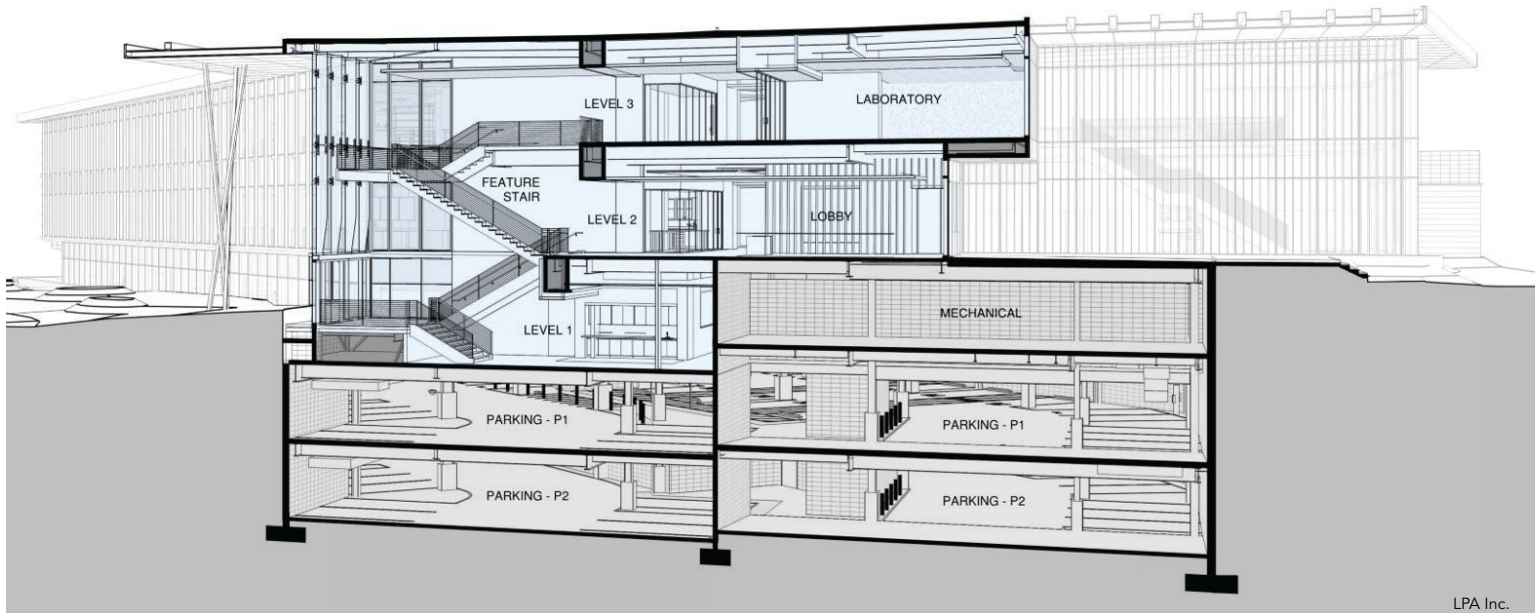 LEVEL 3
LABORATORY
FEATURE
STAIR
LEVEL 2
LOBBY
MECHANICAL
LEVEL 1
PARKING - P1
PARKING - P1
PARKING - P2
PARKING - P2
LPA Inc.